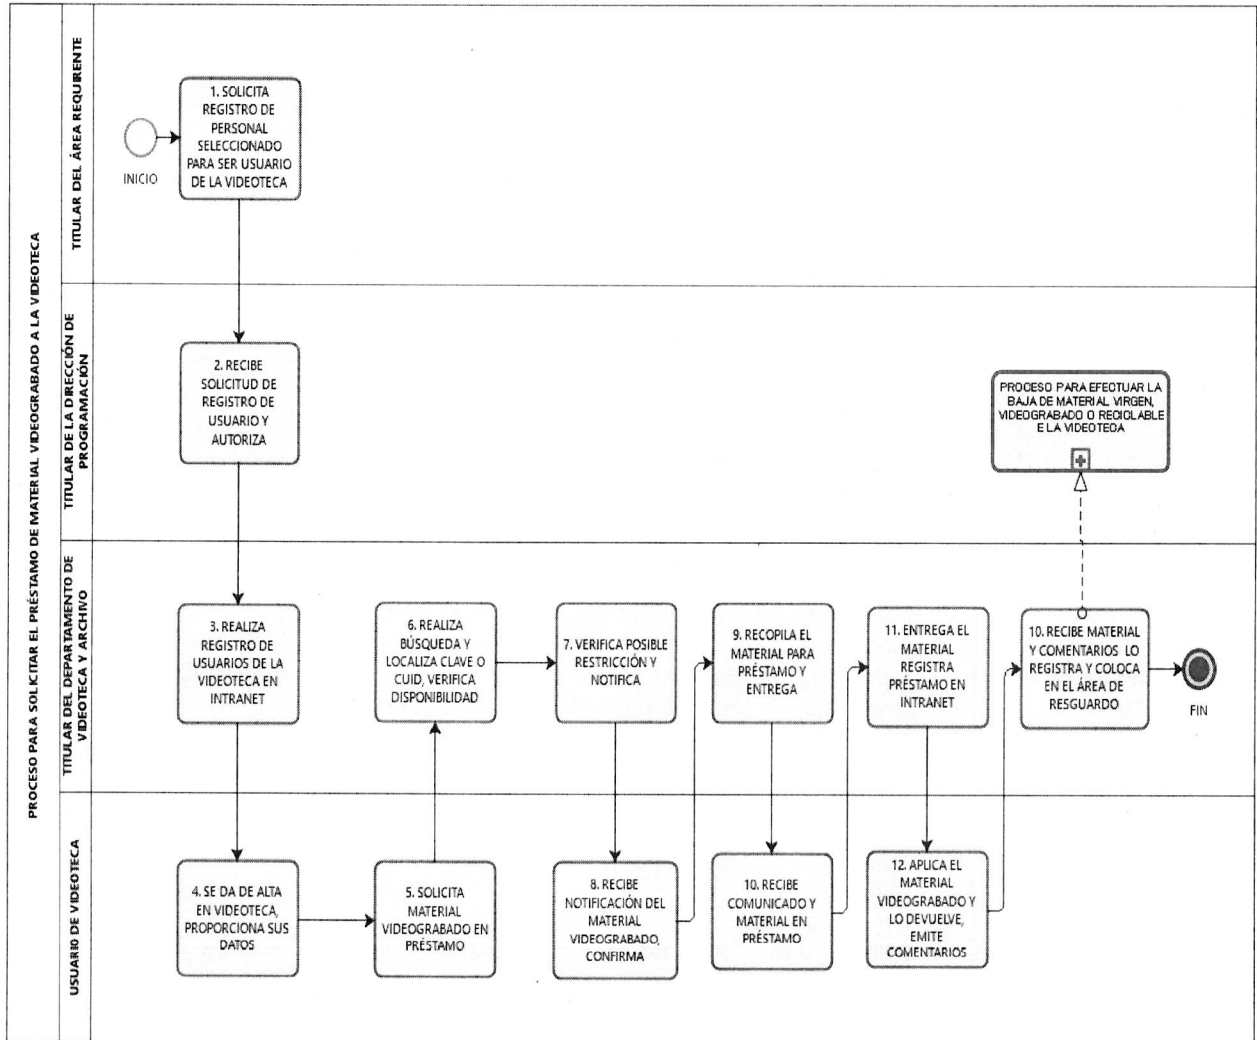 PROCESO PARA SOLICITAR EL PRÉSTAMO DE MATERIAL VIDEOGRABADO A LA VIDEOTECA
TITULAR DEL ÁREA REQUIRENTE
INICIO
1. SOLICITA
REGISTRO DE
PERSONAL
SELECCIONADO
PARA SER USUARIO
DE LA VIDEOTECA
TITULAR DE LA DIRECCIÓN DE
PROGRAMACIÓN
2. RECIBE
SOLICITUD DE
REGISTRO DE
USUARIO Y
AUTORIZA
PROCESO PARA EFECTUAR LA
BAJA DE MATERIAL VIRGEN,
VIDEOGRABADO O RECICLABLE
E LA VIDEOTECA
TITULAR DEL DEPARTAMENTO DE
VIDEOTECA Y ARCHIVO
3. REALIZA
REGISTRO DE
USUARIOS DE LA
VIDEOTECA EN
INTRANET
6. REALIZA
BÚSQUEDA Y
LOCALIZA CLAVE O
CUID, VERIFICA
DISPONIBILIDAD
7. VERIFICA POSIBLE
RESTRICCIÓN Y
NOTIFICA
9. RECOPILA EL
MATERIAL PARA
PRÉSTAMO Y
ENTREGA
11. ENTREGA EL
MATERIAL
REGISTRA
PRÉSTAMO EN
INTRANET
10. RECIBE MATERIAL
Y COMENTARIOS LO
REGISTRA Y COLOCA
EN EL ÁREA DE
RESGUARDO
FIN
USUARIO DE VIDEOTECA
4. SE DA DE ALTA
EN VIDEOTECA,
PROPORCIONA SUS
DATOS
5. SOLICITA
MATERIAL
VIDEOGRABADO EN
PRÉSTAMO
8. RECIBE
NOTIFICACIÓN DEL
MATERIAL
VIDEOGRABADO,
CONFIRMA
10. RECIBE
COMUNICADO Y
MATERIAL EN
PRÉSTAMO
12. APLICA EL
MATERIAL
VIDEOGRABADO Y
LO DEVUELVE,
EMITE
COMENTARIOS